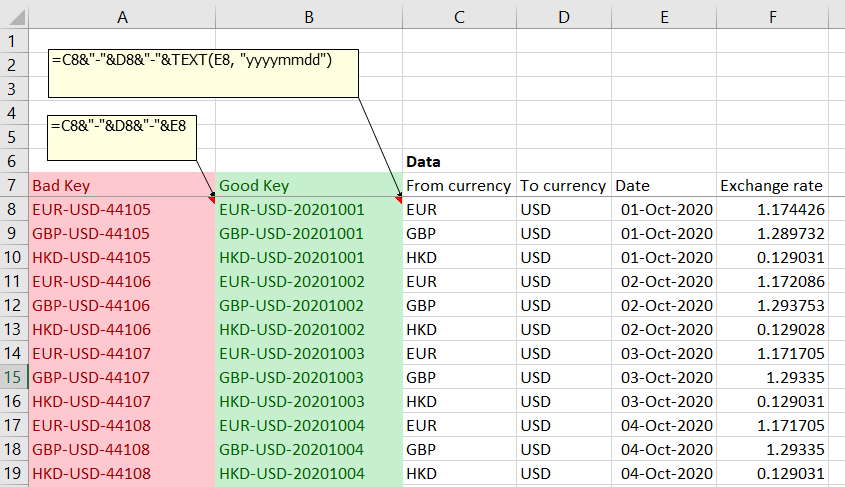 A B C D E F
1
2 =C8&"-"&D8&"-"&TEXT(E8, "yyyymmdd")
3
4
5 =C8&"-"&D8&"-"&E8
6 Data
7 Bad Key Good Key From currency To currency Date Exchange rate
8 EUR-USD-44105 EUR-USD-20201001 EUR USD 01-Oct-2020 1.174426
9 GBP-USD-44105 GBP-USD-20201001 GBP USD 01-Oct-2020 1.289732
10 HKD-USD-44105 HKD-USD-20201001 HKD USD 01-Oct-2020 0.129031
11 EUR-USD-44106 EUR-USD-20201002 EUR USD 02-Oct-2020 1.172086
12 GBP-USD-44106 GBP-USD-20201002 GBP USD 02-Oct-2020 1.293753
13 HKD-USD-44106 HKD-USD-20201002 HKD USD 02-Oct-2020 0.129028
14 EUR-USD-44107 EUR-USD-20201003 EUR USD 03-Oct-2020 1.171705
15 GBP-USD-44107 GBP-USD-20201003 GBP USD 03-Oct-2020 1.29335
16 HKD-USD-44107 HKD-USD-20201003 HKD USD 03-Oct-2020 0.129031
17 EUR-USD-44108 EUR-USD-20201004 EUR USD 04-Oct-2020 1.171705
18 GBP-USD-44108 GBP-USD-20201004 GBP USD 04-Oct-2020 1.29335
19 HKD-USD-44108 HKD-USD-20201004 HKD USD 04-Oct-2020 0.129031